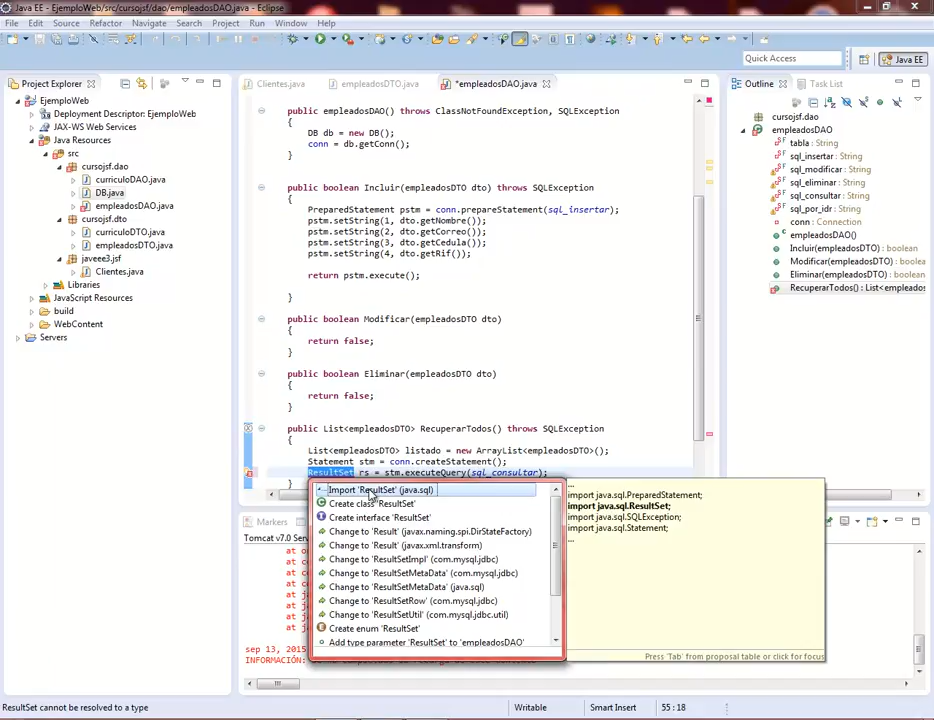 Java EE - EjemploWeb/src/cursojsf/dao/empleadosDAO.java - Eclipse
File Edit Source Refactor Navigate Search Project Run Window Help
Quick Access
Java EE
Project Explorer
EjemploWeb
Deployment Descriptor: EjemploWeb
JAX-WS Web Services
Java Resources
src
cursojsf.dao
curriculoDAO.java
DB.java
empleadosDAO.java
cursojsf.dto
curriculoDTO.java
empleadosDTO.java
javeee3.jsf
Clientes.java
Libraries
JavaScript Resources
build
WebContent
Servers
Clientes.java
empleadosDTO.java
*empleadosDAO.java
public empleadosDAO() throws ClassNotFoundException, SQLException
{
DB db = new DB();
conn = db.getConn();
}
public boolean Incluir(empleadosDTO dto) throws SQLException
{
PreparedStatement pstm = conn.prepareStatement(sql_insertar);
pstm.setString(1, dto.getNombre());
pstm.setString(2, dto.getCorreo());
pstm.setString(3, dto.getCedula());
pstm.setString(4, dto.getRif());
return pstm.execute();
}
public boolean Modificar(empleadosDTO dto)
{
return false;
}
public boolean Eliminar(empleadosDTO dto)
{
return false;
}
public List<empleadosDTO> RecuperarTodos() throws SQLException
{
List<empleadosDTO> listado = new ArrayList<empleadosDTO>();
Statement stm = conn.createStatement();
ResultSet rs = stm.executeQuery(sql_consultar);
}
Import 'ResultSet' (java.sql)
Create class 'ResultSet'
Create interface 'ResultSet'
Change to 'Result' (javax.naming.spi.DirStateFactory)
Change to 'Result' (javax.xml.transform)
Change to 'ResultSetImpl' (com.mysql.jdbc)
Change to 'ResultSetMetaData' (com.mysql.jdbc)
Change to 'ResultSetMetaData' (java.sql)
Change to 'ResultSetRow' (com.mysql.jdbc)
Change to 'ResultSetUtil' (com.mysql.jdbc.util)
Create enum 'ResultSet'
Add type parameter 'ResultSet' to 'empleadosDAO'
...
import java.sql.PreparedStatement;
import java.sql.ResultSet;
import java.sql.SQLException;
import java.sql.Statement;
...
Press 'Tab' from proposal table or click for focus
Outline
Task List
cursojsf.dao
empleadosDAO
tabla : String
sql_insertar : String
sql_modificar : String
sql_eliminar : String
sql_consultar : String
sql_por_idr : String
conn : Connection
empleadosDAO()
Incluir(empleadosDTO) : boolean
Modificar(empleadosDTO) : boolean
Eliminar(empleadosDTO) : boolean
RecuperarTodos() : List<empleados
Markers
Tomcat v7.0
at o
at
at
at
at
at j
at j
sep 13, 2015
INFORMACIÓN:
ResultSet cannot be resolved to a type
Writable
Smart Insert
55 : 18